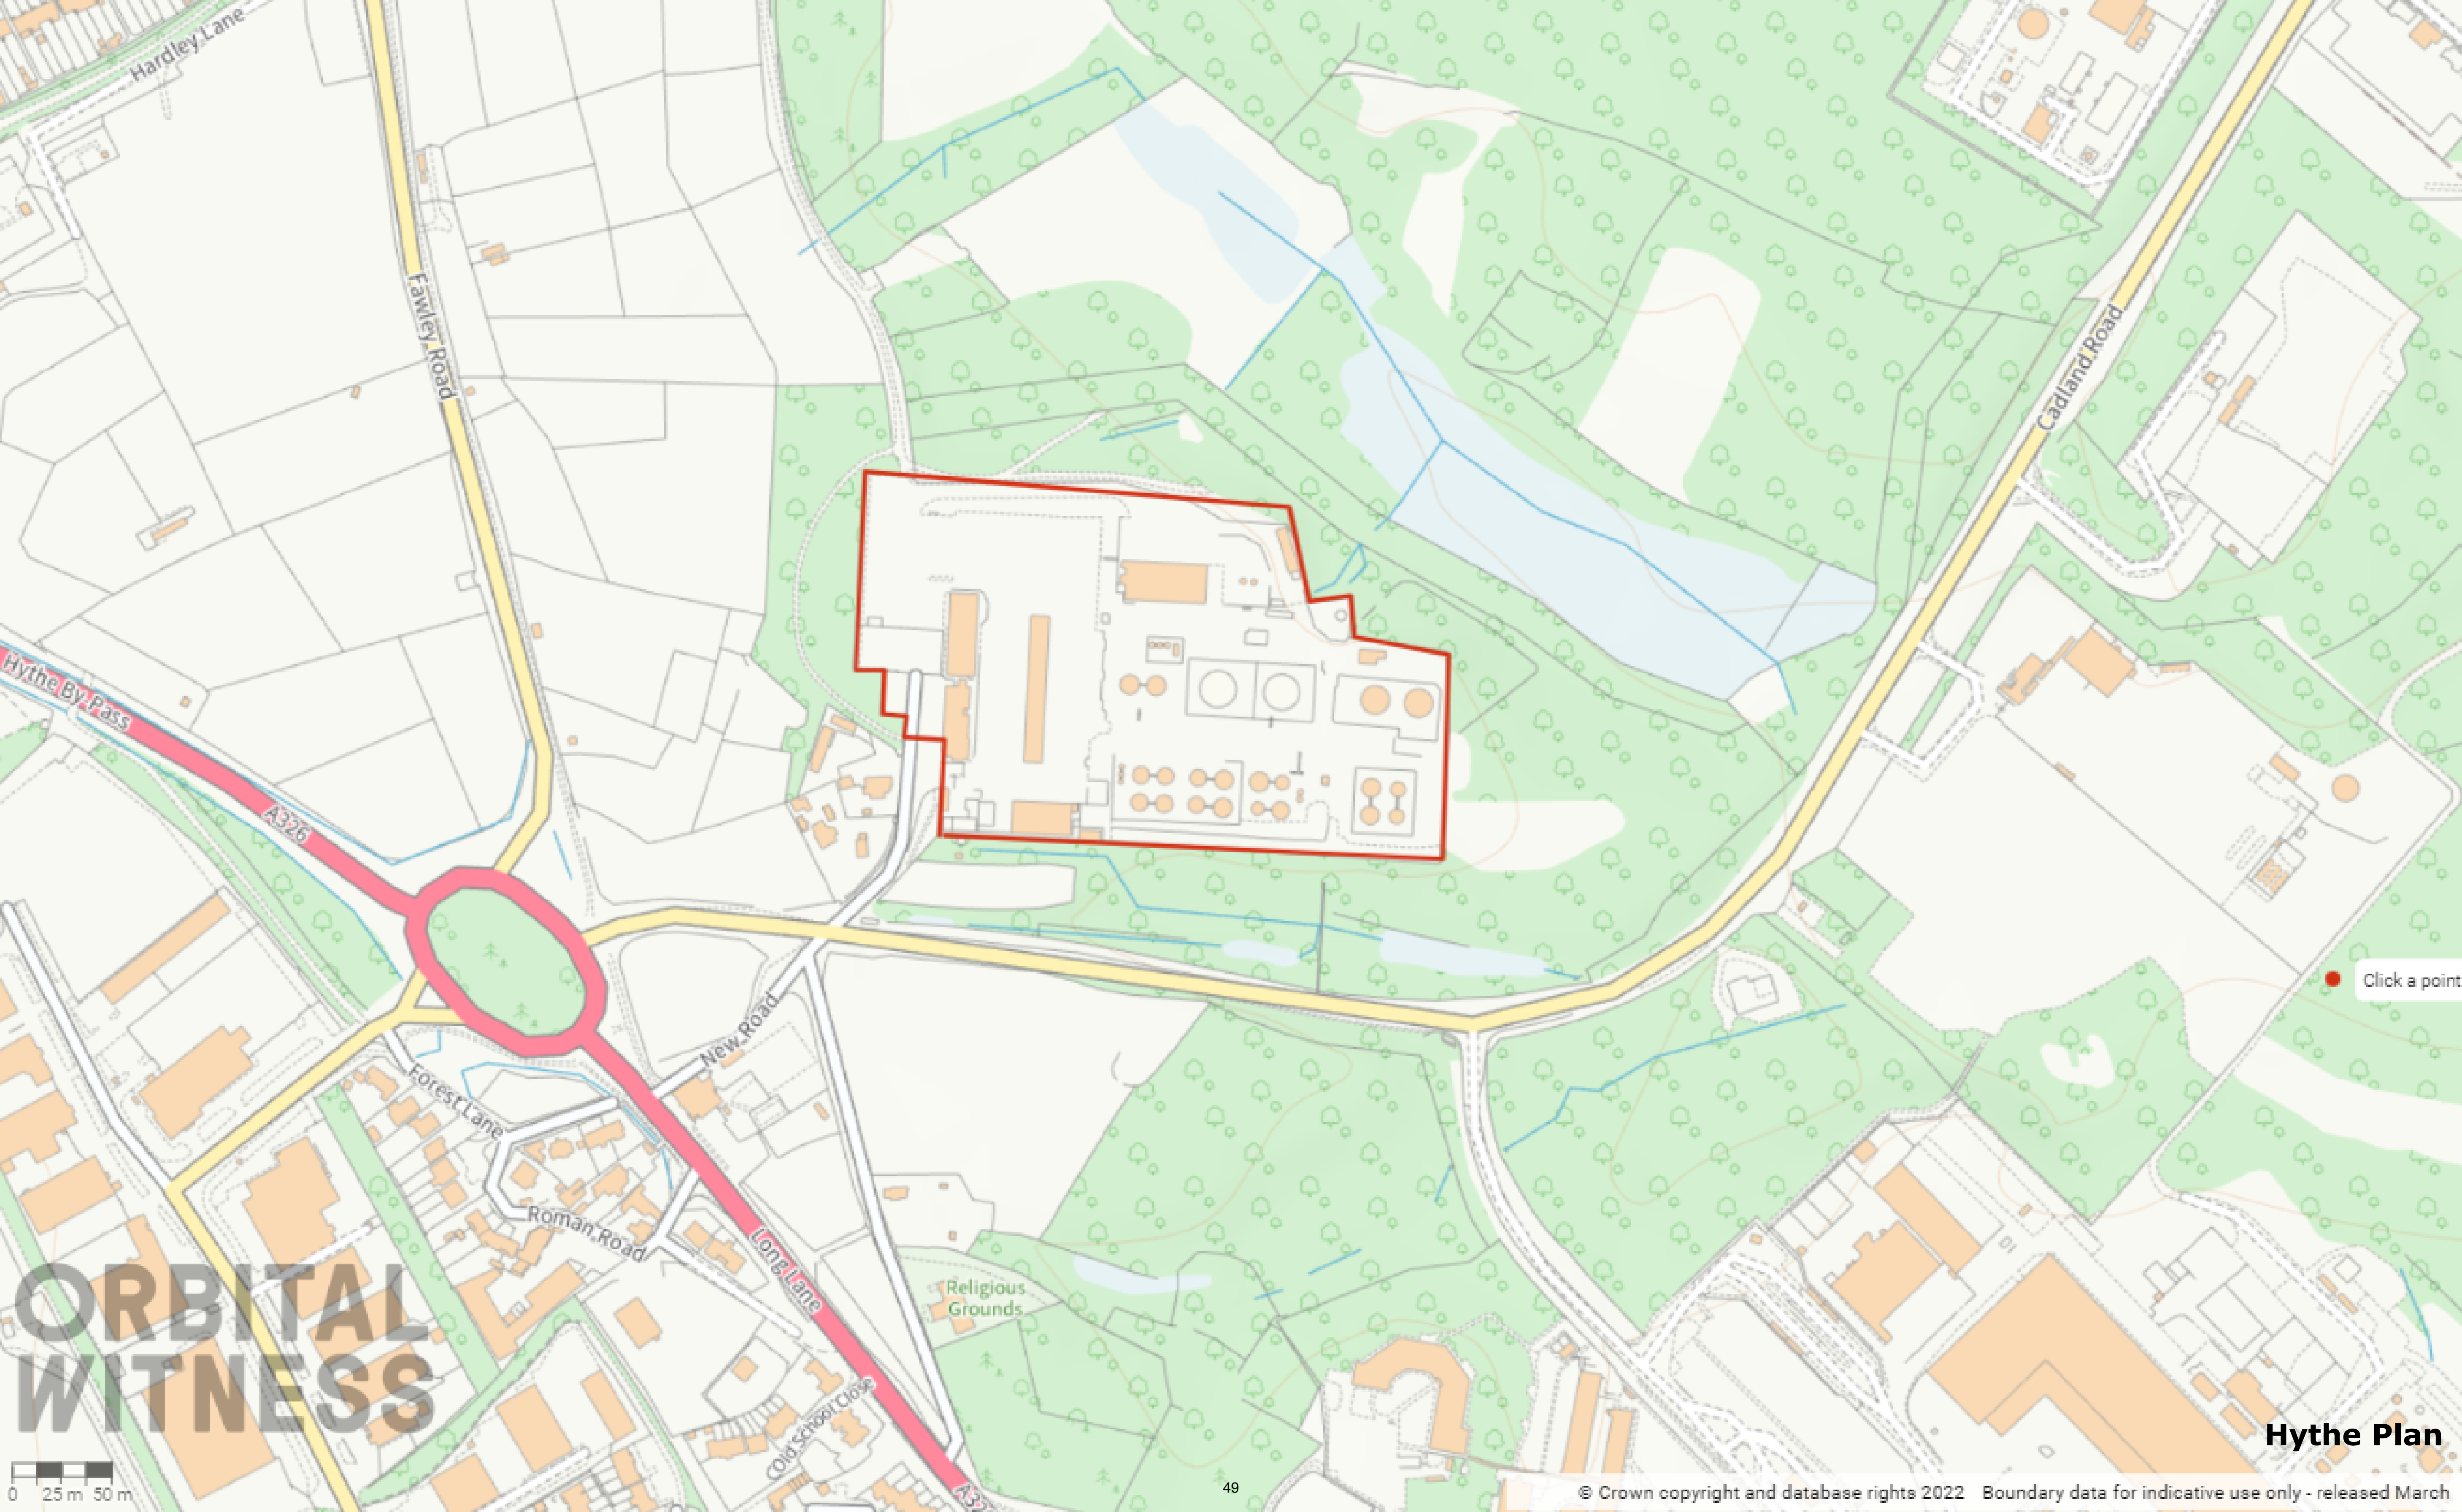 Hardley Lane
Fawley Road
Cadland Road
Hythe By-Pass
A326
Click a point
New Road
Forest Lane
Roman Road
Long Lane
Religious
Grounds
Old School Close
ORBITAL
WITNESS
Hythe Plan
0 25 m 50 m
49
© Crown copyright and database rights 2022 Boundary data for indicative use only - released March